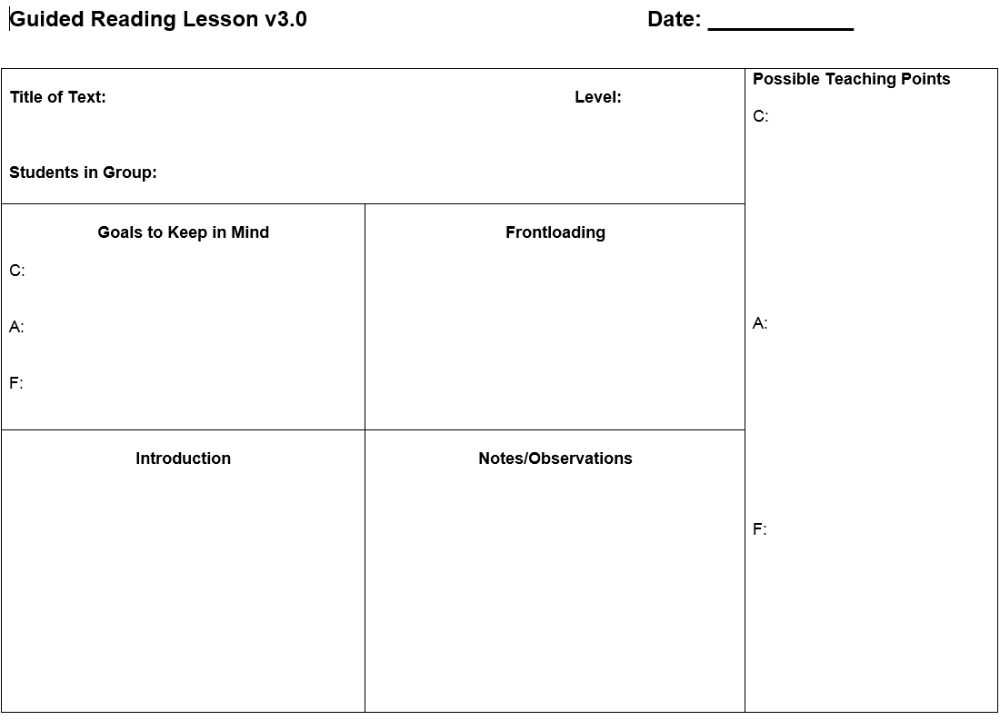 Guided Reading Lesson v3.0 Date: ____________
Title of Text: Level:
Students in Group:
Goals to Keep in Mind
C:
A:
F:
Frontloading
Introduction
Notes/Observations
Possible Teaching Points
C:
A:
F: